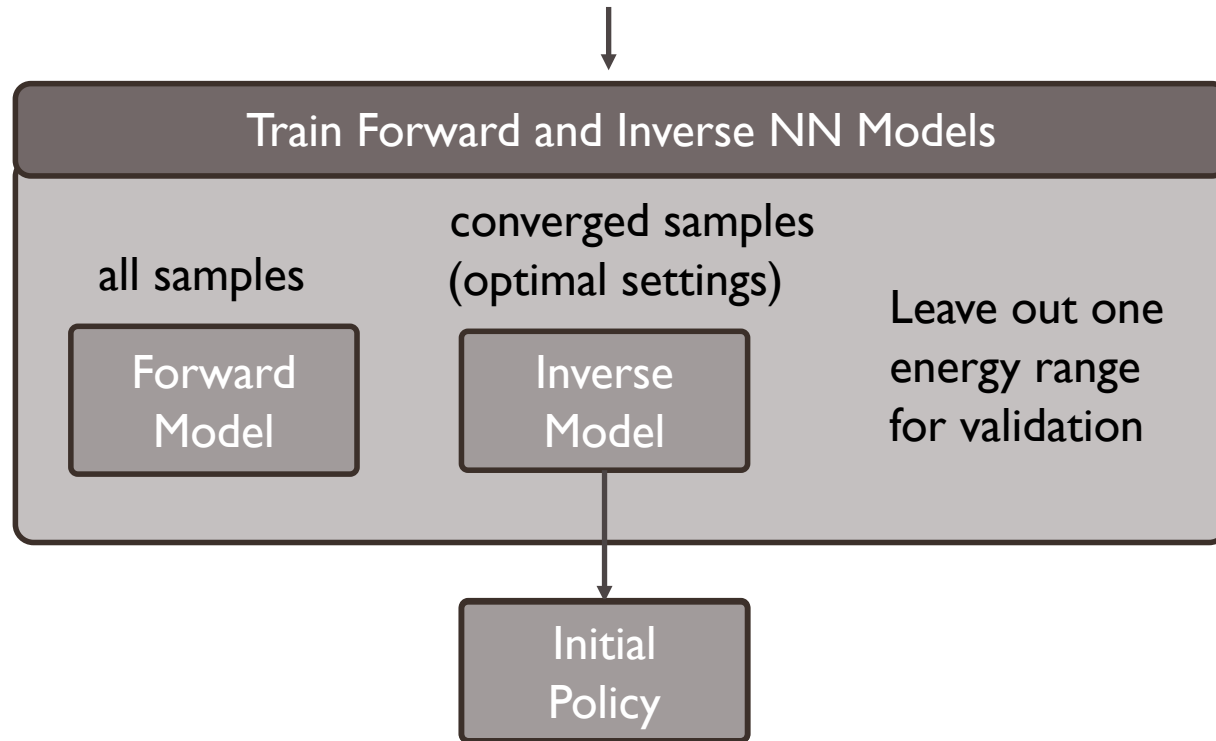 Train Forward and Inverse NN Models
all samples
converged samples
(optimal settings)
Forward
Model
Inverse
Model
Leave out one
energy range
for validation
Initial
Policy